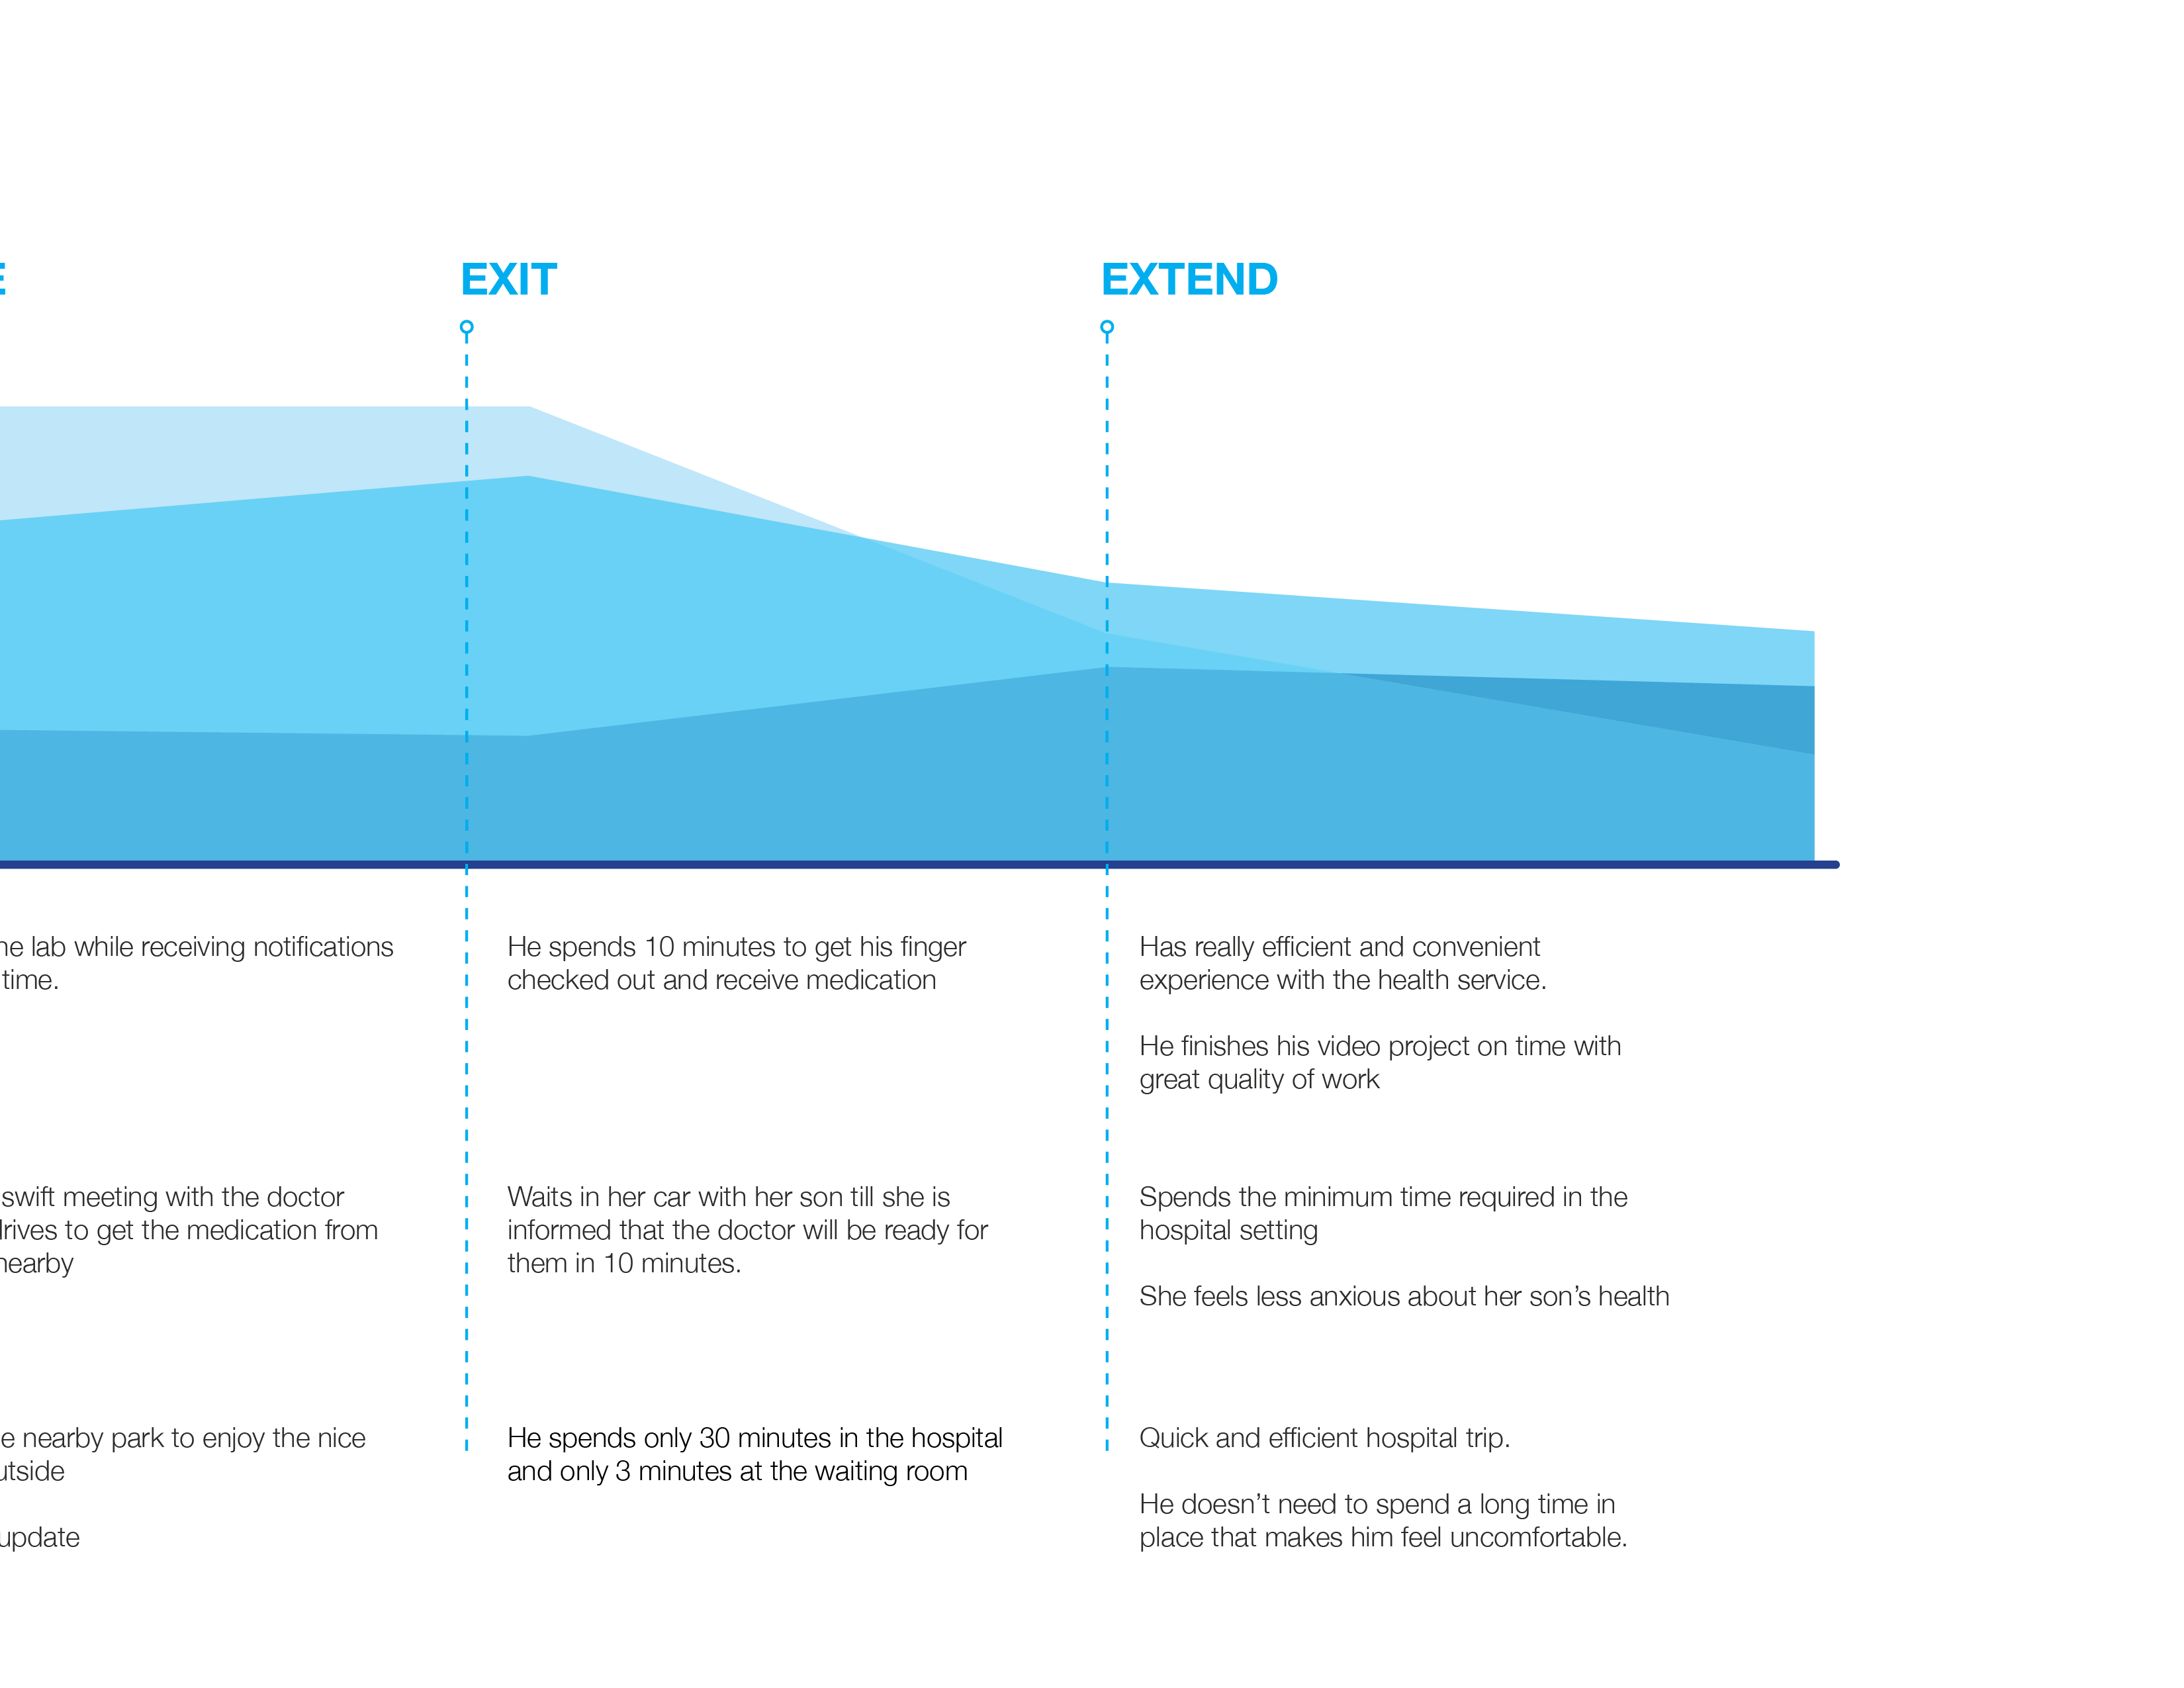 E
EXIT
EXTEND
he lab while receiving notifications
time.
He spends 10 minutes to get his finger
checked out and receive medication
Has really efficient and convenient
experience with the health service.
He finishes his video project on time with
great quality of work
swift meeting with the doctor
drives to get the medication from
nearby
Waits in her car with her son till she is
informed that the doctor will be ready for
them in 10 minutes.
Spends the minimum time required in the
hospital setting
She feels less anxious about her son's health
e nearby park to enjoy the nice
utside
update
He spends only 30 minutes in the hospital
and only 3 minutes at the waiting room
Quick and efficient hospital trip.
He doesn't need to spend a long time in
place that makes him feel uncomfortable.